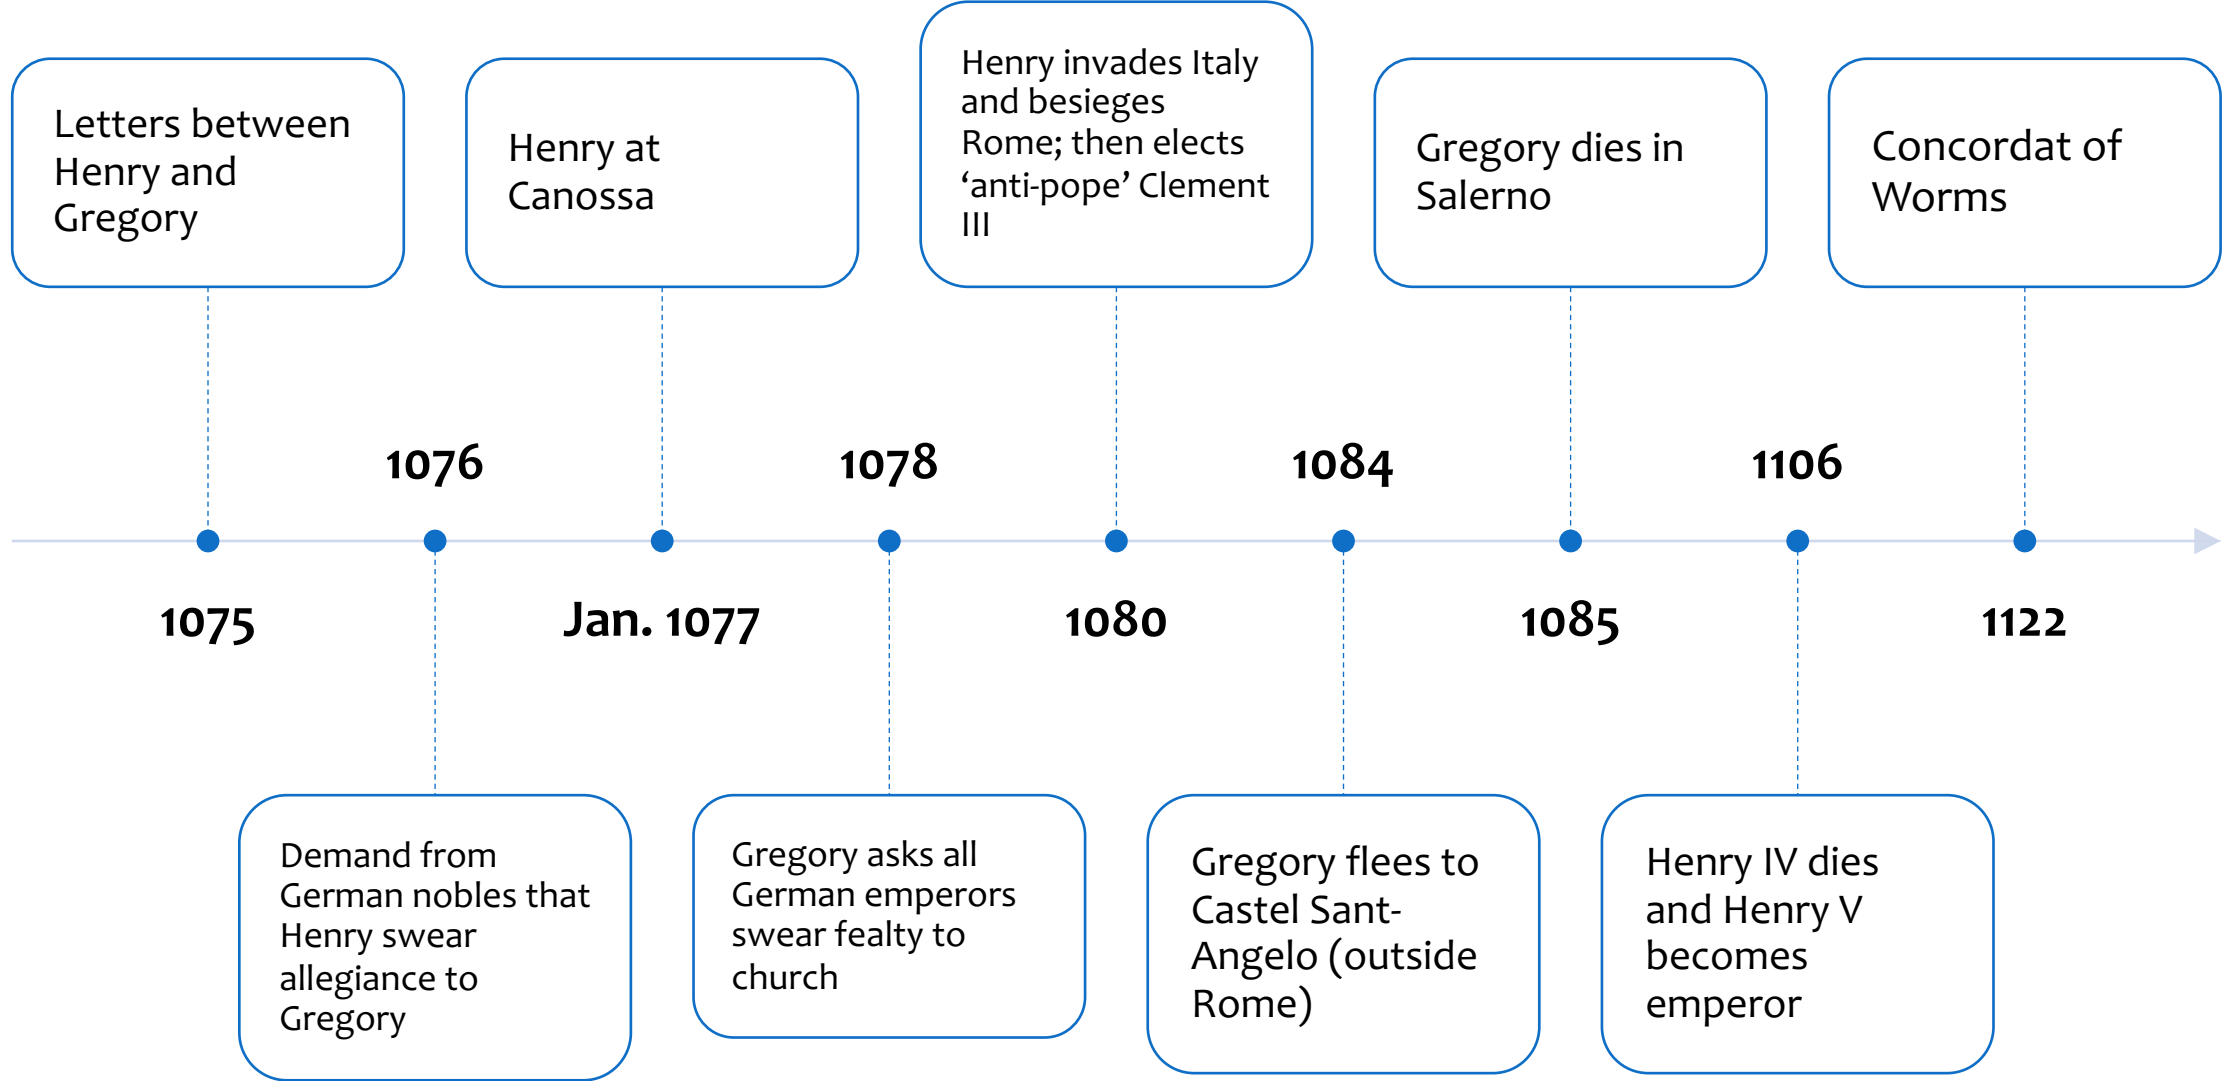 Letters between
Henry and
Gregory
Henry at
Canossa
Henry invades Italy
and besieges
Rome; then elects
‘anti-pope’ Clement
III
Gregory dies in
Salerno
Concordat of
Worms
1076
1078
1084
1106
1075
Jan. 1077
1080
1085
1122
Demand from
German nobles that
Henry swear
allegiance to
Gregory
Gregory asks all
German emperors
swear fealty to
church
Gregory flees to
Castel Sant-
Angelo (outside
Rome)
Henry IV dies
and Henry V
becomes
emperor